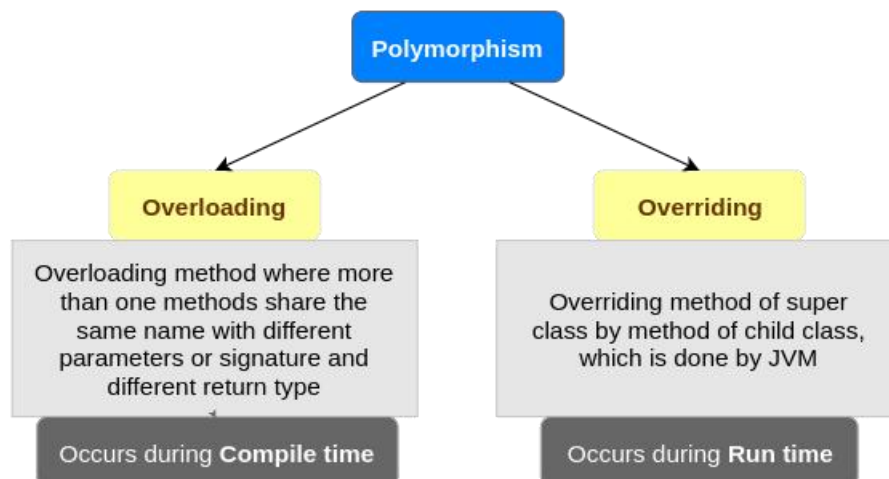 Polymorphism
Overloading
Overloading method where more
than one methods share the
same name with different
parameters or signature and
different return type
Occurs during Compile time
Overriding
Overriding method of super
class by method of child class,
which is done by JVM
Occurs during Run time